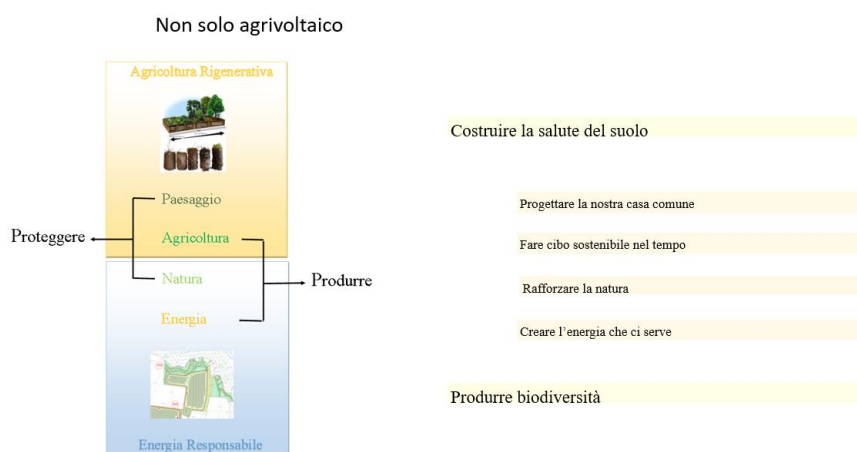 Non solo agrivoltaico
Agricoltura Rigenerativa
Paesaggio
Proteggere
Agricoltura
Natura
Produrre
Energia
Energia Responsabile
Costruire la salute del suolo
Progettare la nostra casa comune
Fare cibo sostenibile nel tempo
Rafforzare la natura
Creare l’energia che ci serve
Produrre biodiversità